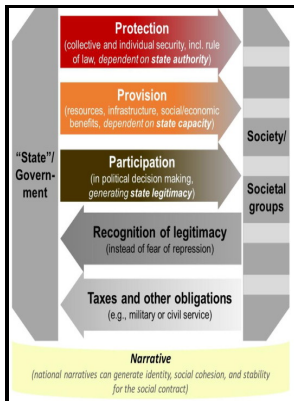 Protection
(collective and individual security, incl. rule
of law, dependent on state authority)
Provision
(resources, infrastructure, social/economic
benefits, dependent on state capacity)
Participation
(in political decision making,
generating state legitimacy)
Recognition of legitimacy
(instead of fear of repression)
Taxes and other obligations
(e.g., military or civil service)
“State”/
Govern-
ment
Society/
Societal
groups
Narrative
(national narratives can generate identity, social cohesion, and stability
for the social contract)